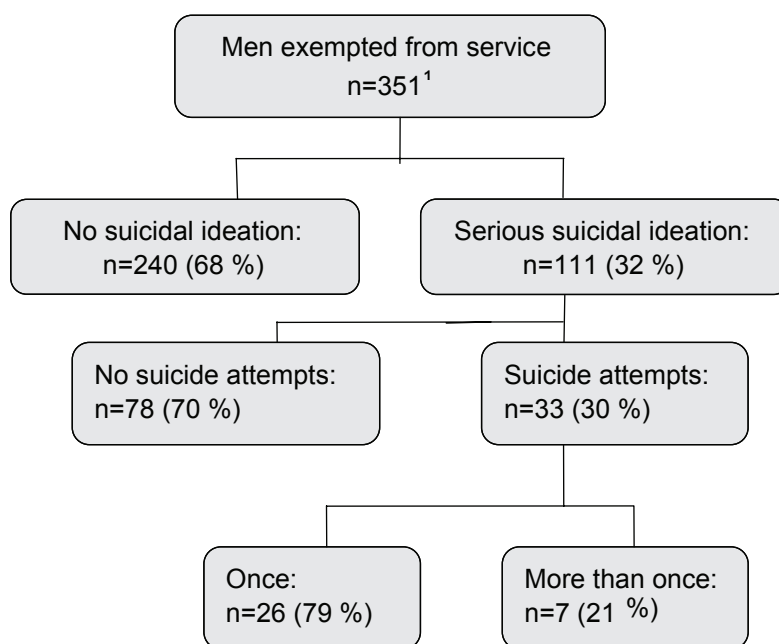 Men exempted from service
n=351¹
No suicidal ideation:
n=240 (68 %)
Serious suicidal ideation:
n=111 (32 %)
No suicide attempts:
n=78 (70 %)
Suicide attempts:
n=33 (30 %)
Once:
n=26 (79 %)
More than once:
n=7 (21 %)